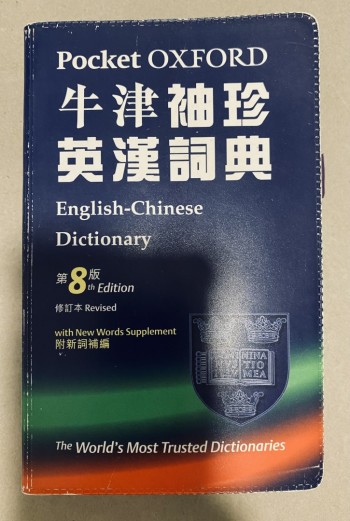 Pocket OXFORD
牛津袖珍
英漢詞典
English-Chinese
Dictionary
第8版
th Edition
修訂本 Revised
with New Words Supplement
附新詞補編
The World's Most Trusted Dictionaries